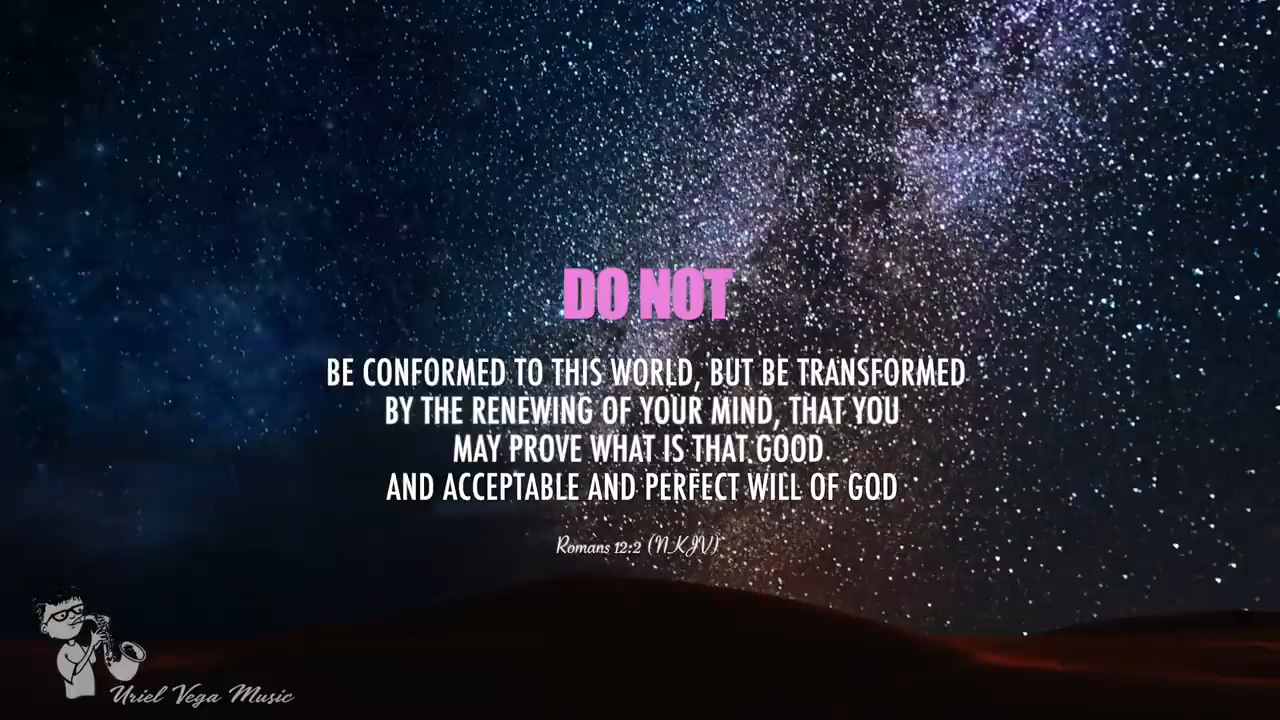 DO NOT
BE CONFORMED TO THIS WORLD, BUT BE TRANSFORMED
BY THE RENEWING OF YOUR MIND, THAT YOU
MAY PROVE WHAT IS THAT GOOD
AND ACCEPTABLE AND PERFECT WILL OF GOD
Romans 12:2 (NKJV)
Uriel Vega Music